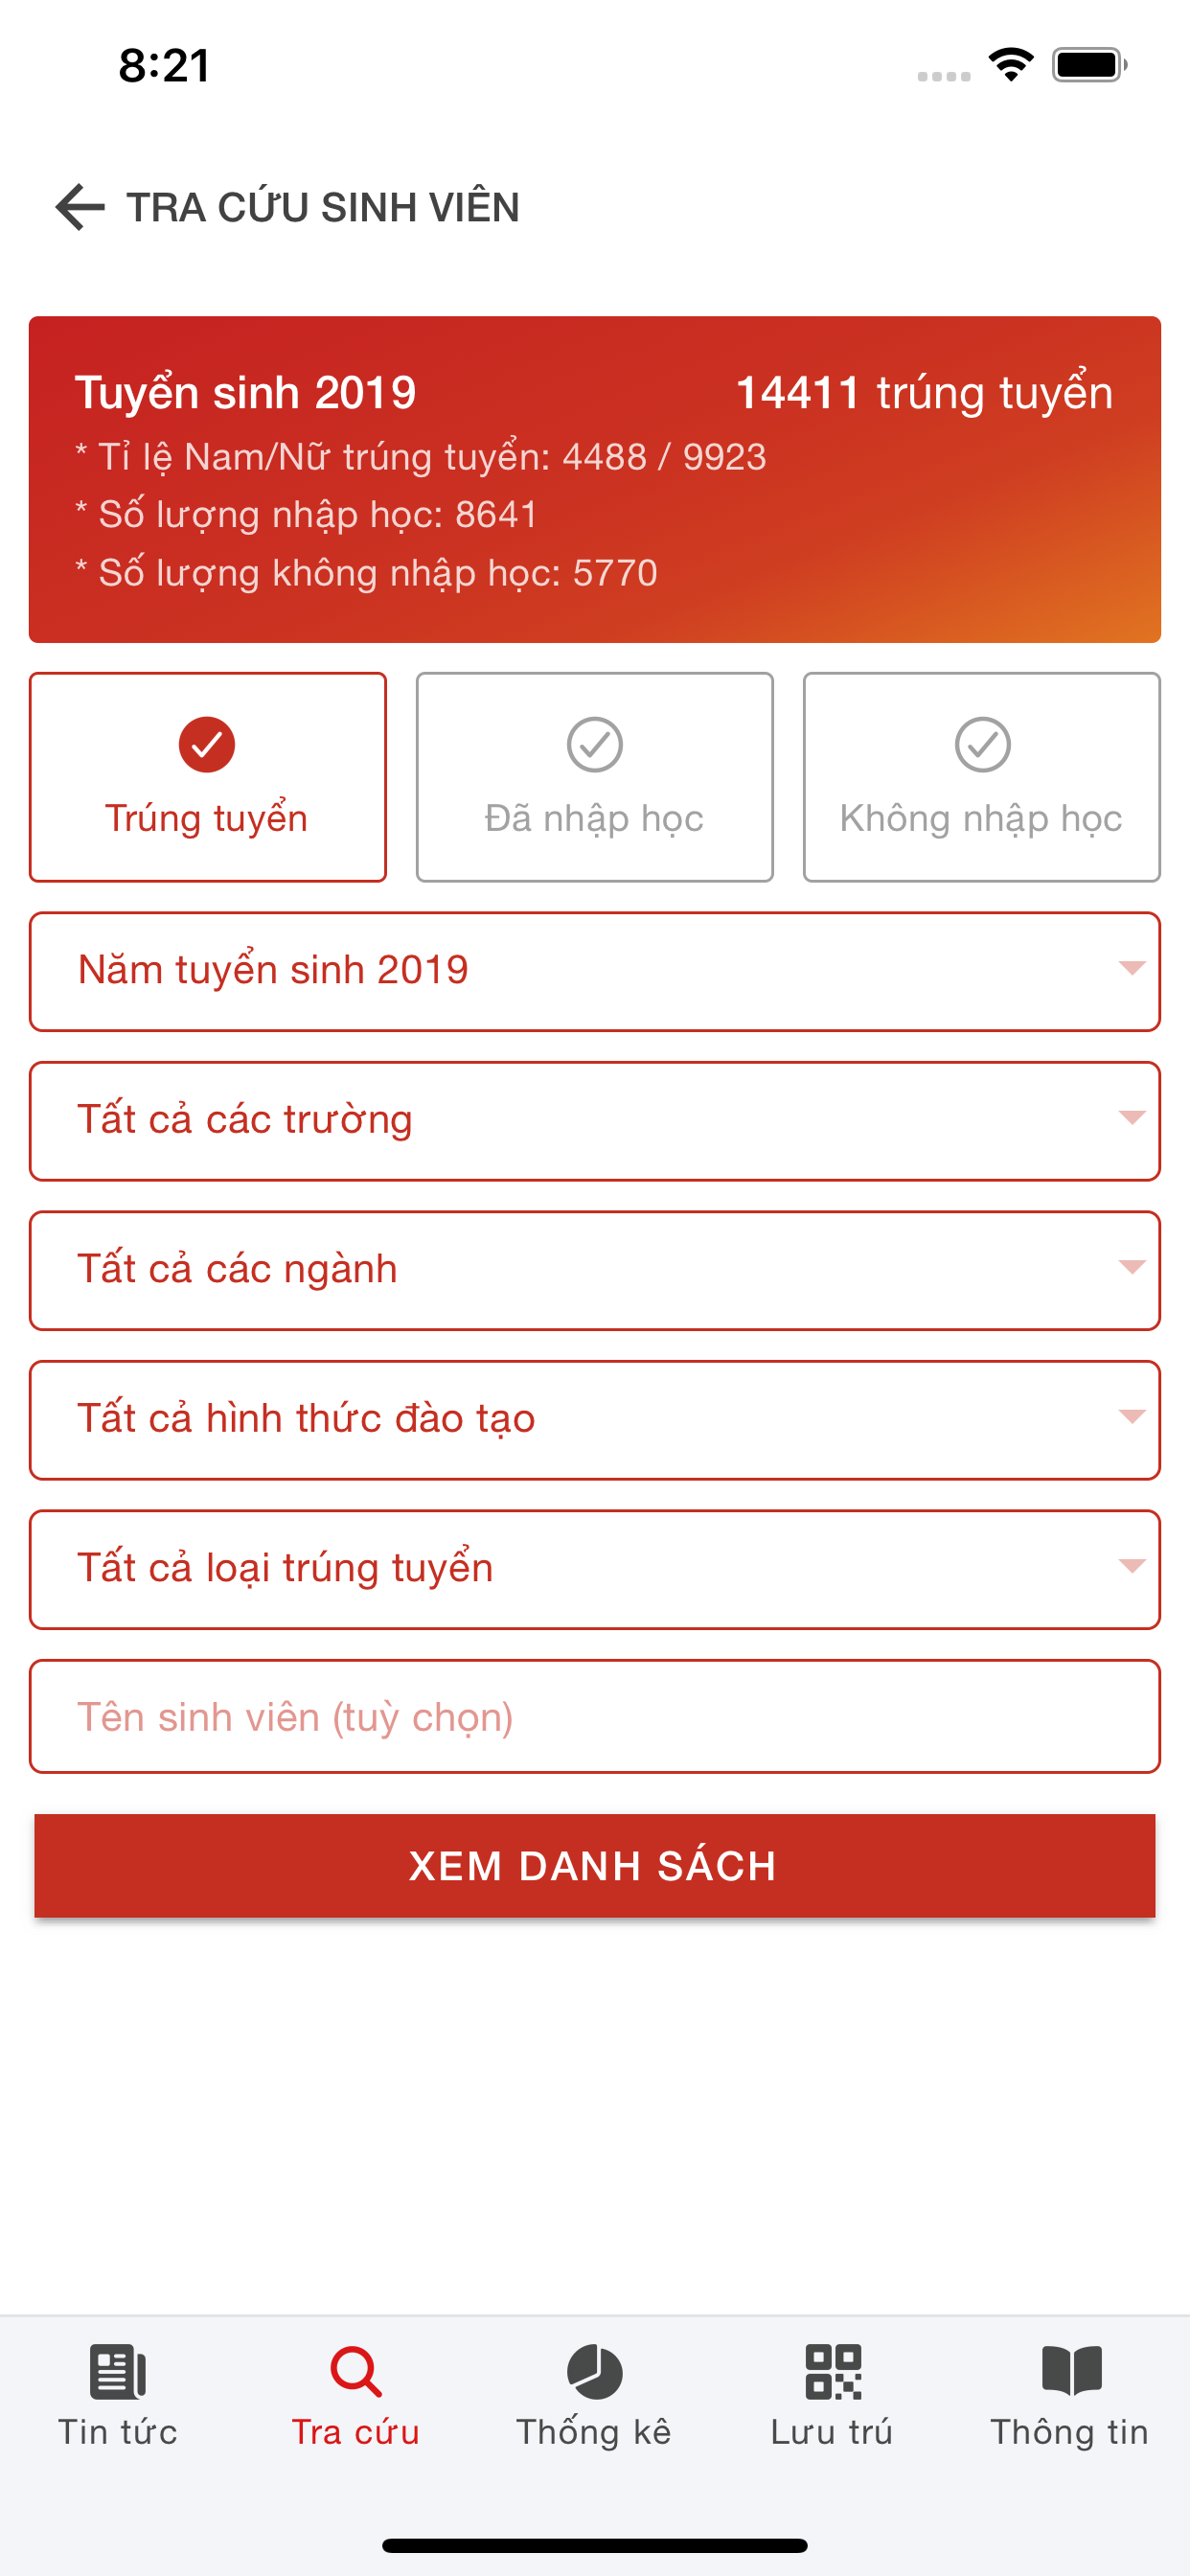 8:21
TRA CỨU SINH VIÊN
Tuyển sinh 2019 14411 trúng tuyển
* Tỉ lệ Nam/Nữ trúng tuyển: 4488 / 9923
* Số lượng nhập học: 8641
* Số lượng không nhập học: 5770
Trúng tuyển Đã nhập học Không nhập học
Năm tuyển sinh 2019
Tất cả các trường
Tất cả các ngành
Tất cả hình thức đào tạo
Tất cả loại trúng tuyển
Tên sinh viên (tuỳ chọn)
XEM DANH SÁCH
Tin tức Tra cứu Thống kê Lưu trú Thông tin